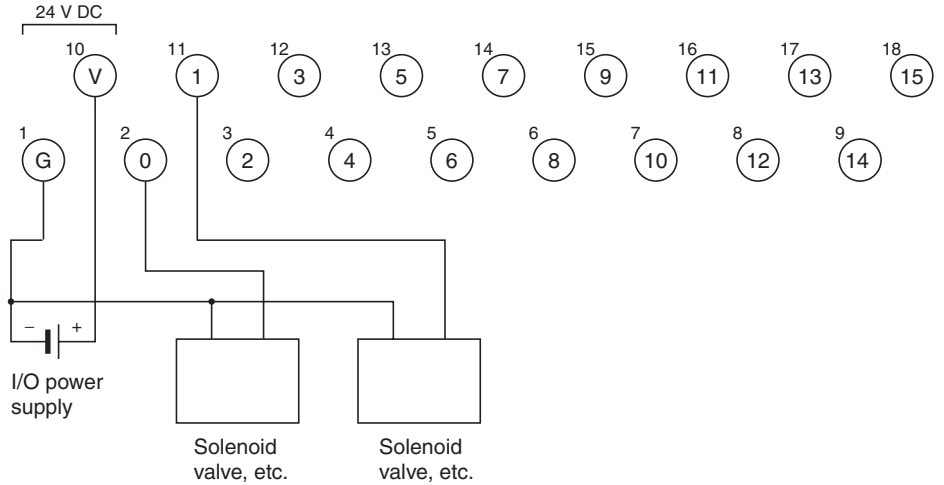 24 V DC
10 11 12 13 14 15 16 17 18
V 1 3 5 7 9 11 13 15
1 2 3 4 5 6 7 8 9
G 0 2 4 6 8 10 12 14
– +
I/O power
supply
Solenoid
valve, etc.
Solenoid
valve, etc.